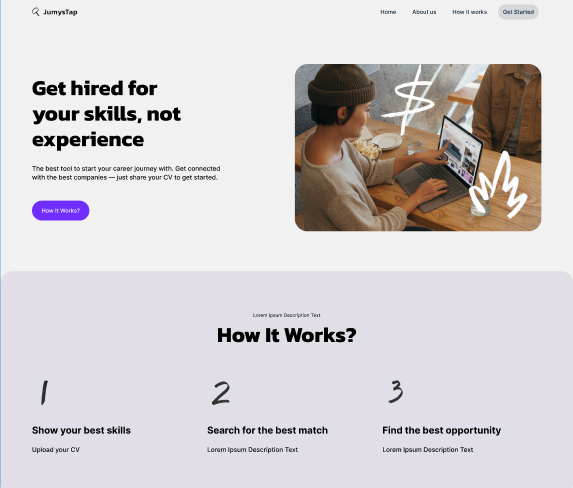 JumysTap
Home About us How it works Get Started
Get hired for
your skills, not
experience
The best tool to start your career journey with. Get connected
with the best companies — just share your CV to get started.
How It Works?
Lorem Ipsum Description Text
How It Works?
1 2 3
Show your best skills Search for the best match Find the best opportunity
Upload your CV Lorem Ipsum Description Text Lorem Ipsum Description Text